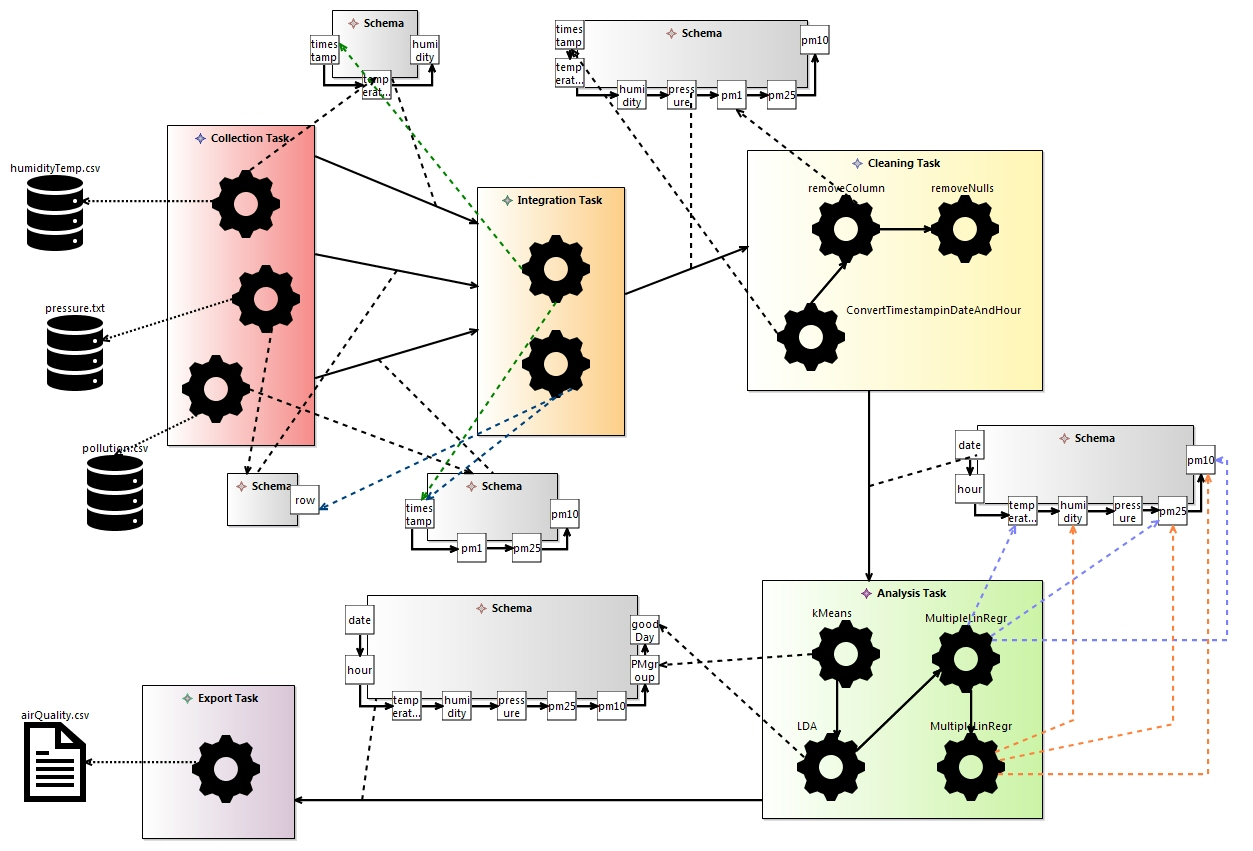 Schema
times
tamp
humi
dity
temp
erat...
Schema
times
tamp
temp
erat...
humi
dity
press
ure
pm1
pm25
pm10
Collection Task
humidityTemp.csv
pressure.txt
pollution.csv
Integration Task
Cleaning Task
removeColumn
removeNulls
ConvertTimestampinDateAndHour
Schema
row
Schema
times
tamp
pm1
pm25
pm10
Schema
date
hour
temp
erat...
humi
dity
press
ure
pm25
pm10
Schema
date
hour
temp
erat...
humi
dity
press
ure
pm25
pm10
PMgr
oup
good
Day
Analysis Task
kMeans
MultipleLinRegr
LDA
MultipleLinRegr
Export Task
airQuality.csv